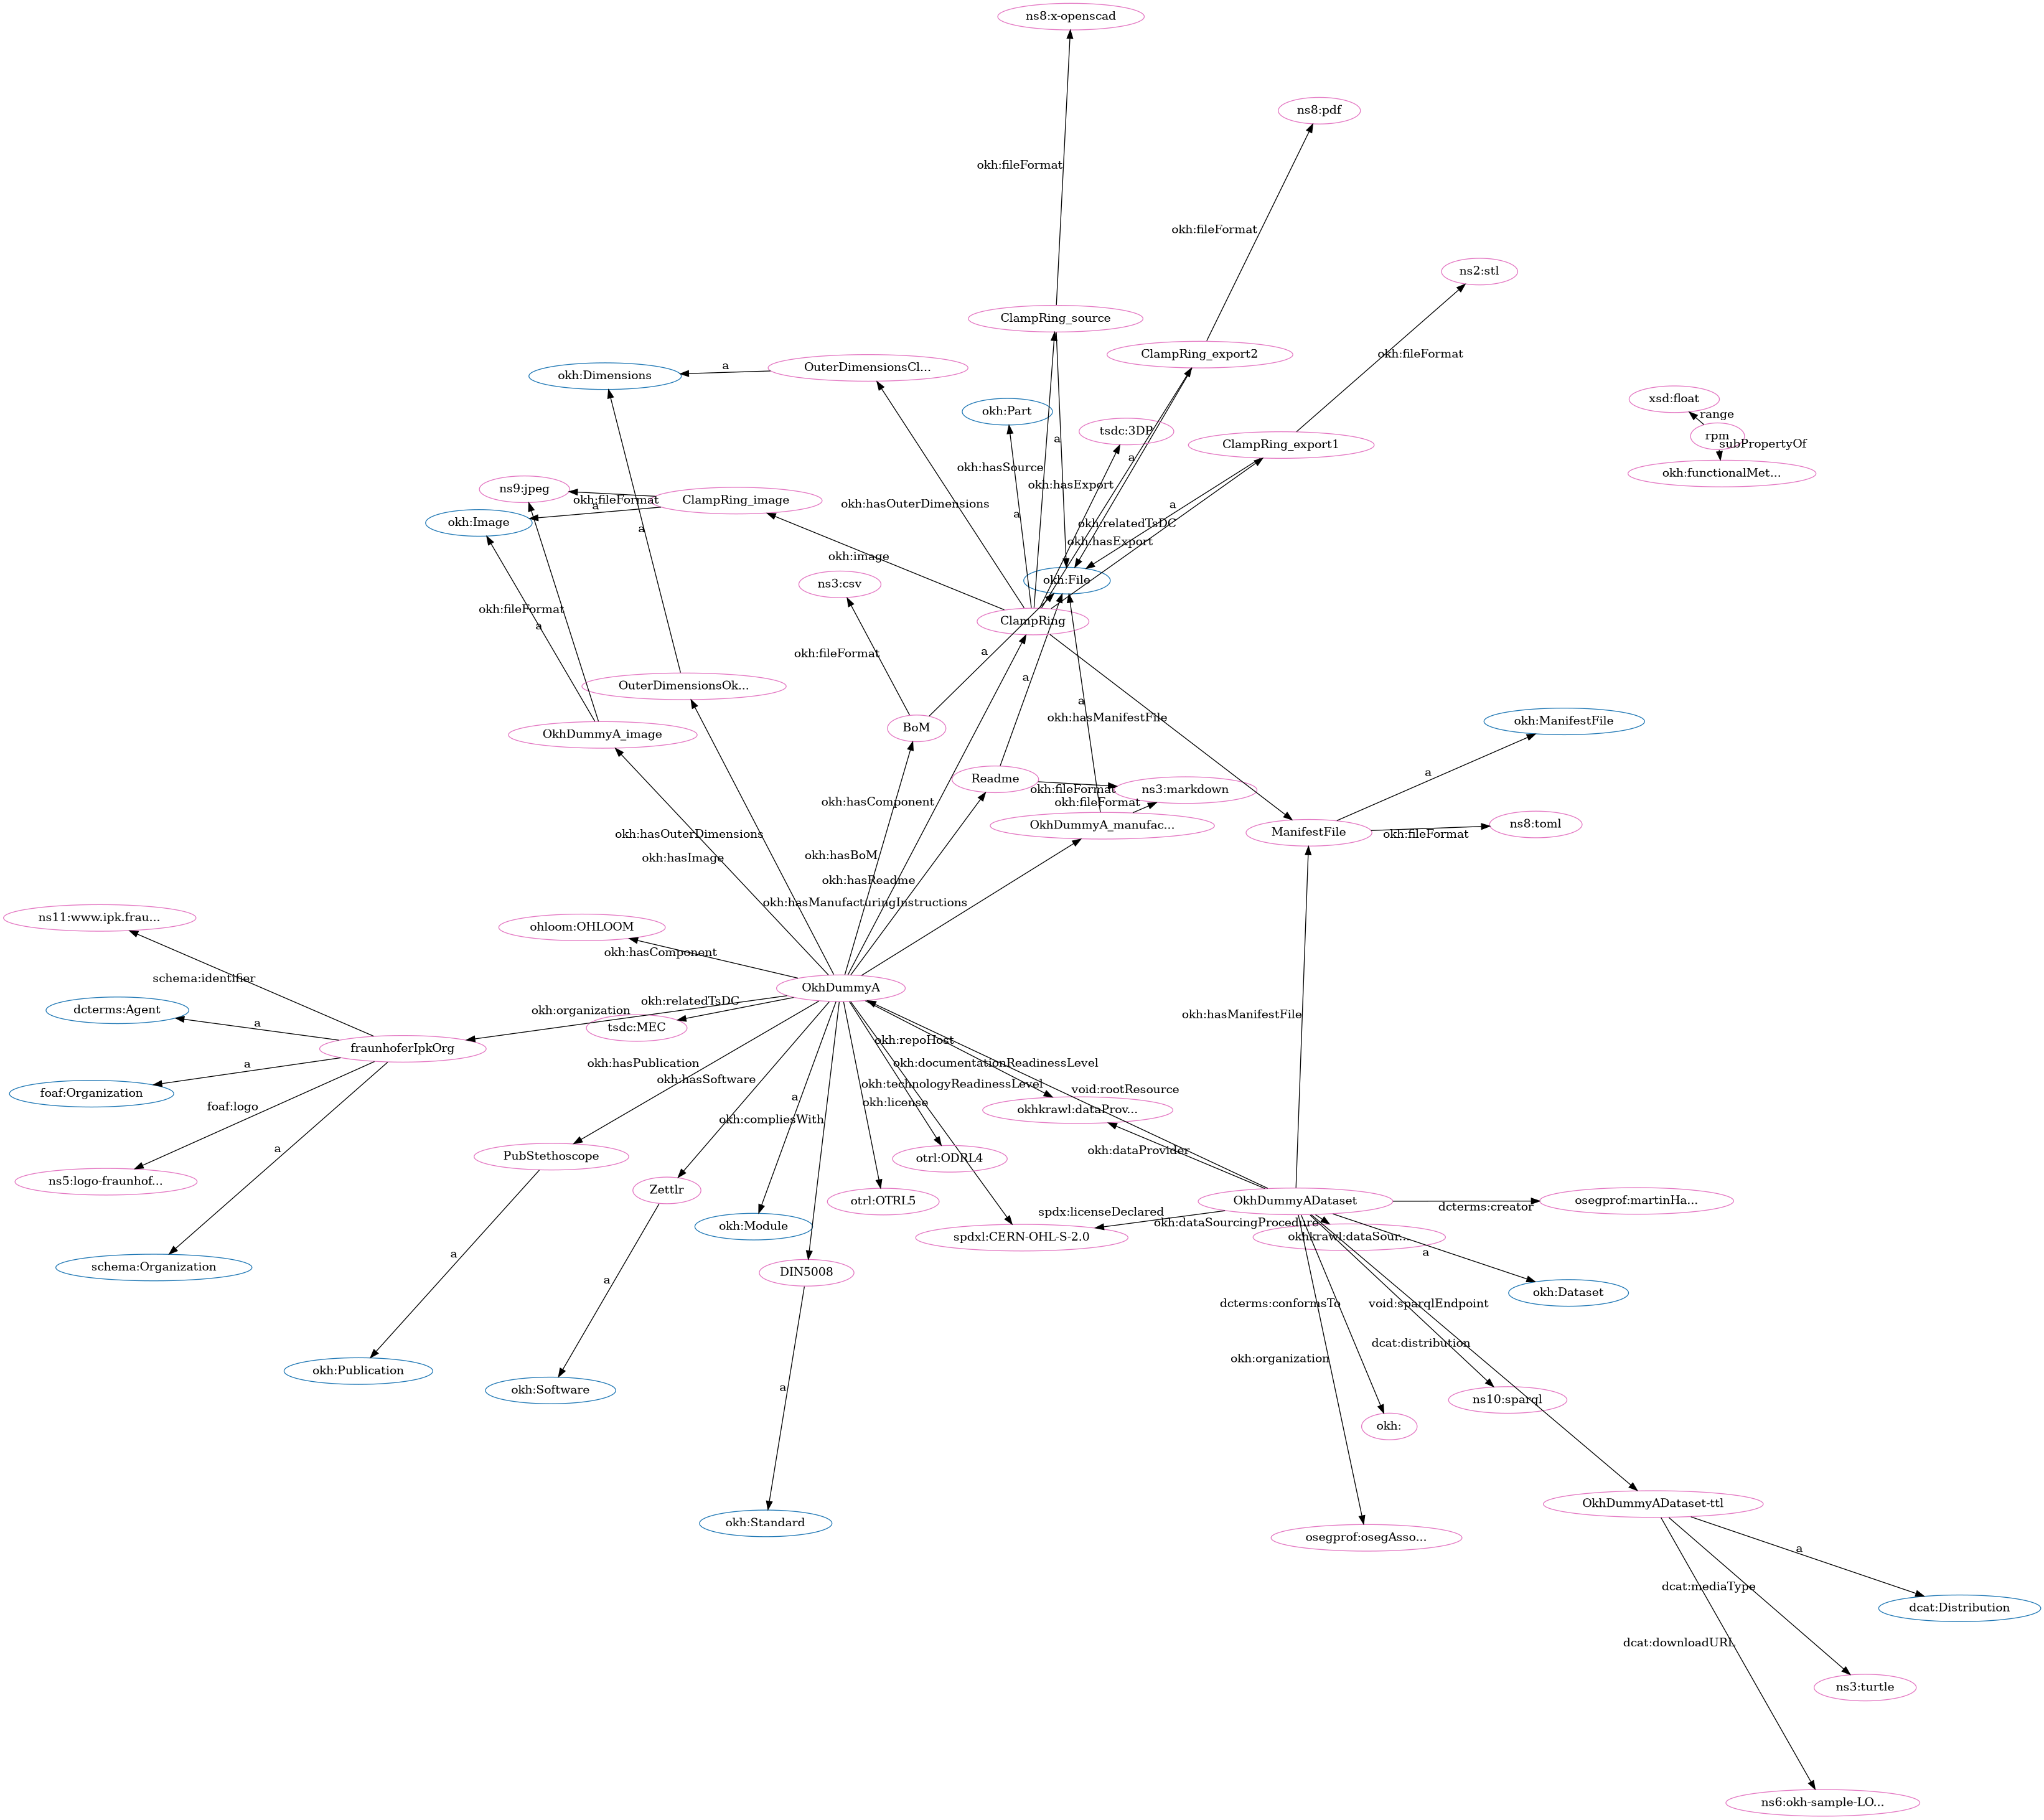 ns8:x-openscad
ns8:pdf
okh:fileFormat
okh:fileFormat
ns2:stl
ClampRing_source
okh:fileFormat
ClampRing_export2
a
OuterDimensionsCl...
okh:Dimensions
xsd:float
okh:Part
range
tsdc:3DP
rpm
a
ClampRing_export1
subPropertyOf
a
okh:hasSource
okh:functionalMet...
okh:hasExport
ns9:jpeg
okh:fileFormat
ClampRing_image
okh:hasOuterDimensions
a
a
a
okh:Image
okh:relatedTsDC
a
okh:hasExport
okh:image
okh:File
ns3:csv
okh:fileFormat
ClampRing
a
a
okh:fileFormat
a
OuterDimensionsOk...
a
okh:hasManifestFile
okh:ManifestFile
BoM
OkhDummyA_image
a
Readme
okh:fileFormat
ns3:markdown
okh:hasComponent
okh:fileFormat
ns8:toml
OkhDummyA_manufac...
ManifestFile
okh:fileFormat
okh:hasOuterDimensions
okh:hasBoM
okh:hasImage
okh:hasReadme
okh:hasManufacturingInstructions
ns11:www.ipk.frau...
ohloom:OHLOOM
okh:hasComponent
schema:identifier
OkhDummyA
okh:relatedTsDC
dcterms:Agent
okh:organization
okh:hasManifestFile
a
tsdc:MEC
okh:repoHost
fraunhoferIpkOrg
a
okh:hasPublication
okh:documentationReadinessLevel
okh:hasSoftware
okh:technologyReadinessLevel
void:rootResource
foaf:Organization
a
okh:license
foaf:logo
okhkrawl:dataProv...
okh:compliesWith
a
okh:dataProvider
PubStethoscope
otrl:ODRL4
ns5:logo-fraunhof...
Zettlr
otrl:OTRL5
OkhDummyADataset
osegprof:martinHa...
dcterms:creator
spdx:licenseDeclared
okh:Module
okh:dataSourcingProcedure
spdxl:CERN-OHL-S-2.0
okhkrawl:dataSour...
a
a
schema:Organization
DIN5008
a
okh:Dataset
dcterms:conformsTo
void:sparqlEndpoint
dcat:distribution
okh:organization
okh:Publication
okh:Software
a
ns10:sparql
okh:
OkhDummyADataset-ttl
okh:Standard
osegprof:osegAsso...
a
dcat:mediaType
dcat:Distribution
dcat:downloadURL
ns3:turtle
ns6:okh-sample-LO...